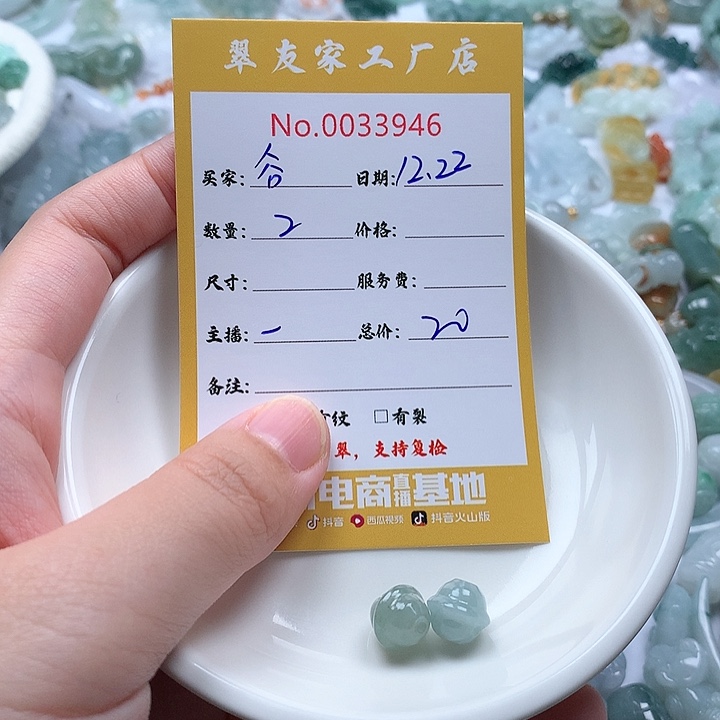 翠友家工厂店
No.0033946
买家: 合 日期: 12.22
数量: 2 价格:
尺寸: 服务费:
主播: 一 总价: 20
备注:
纹 □有裂
翠，支持复检
电商直播基地
抖音 西瓜视频 抖音火山版